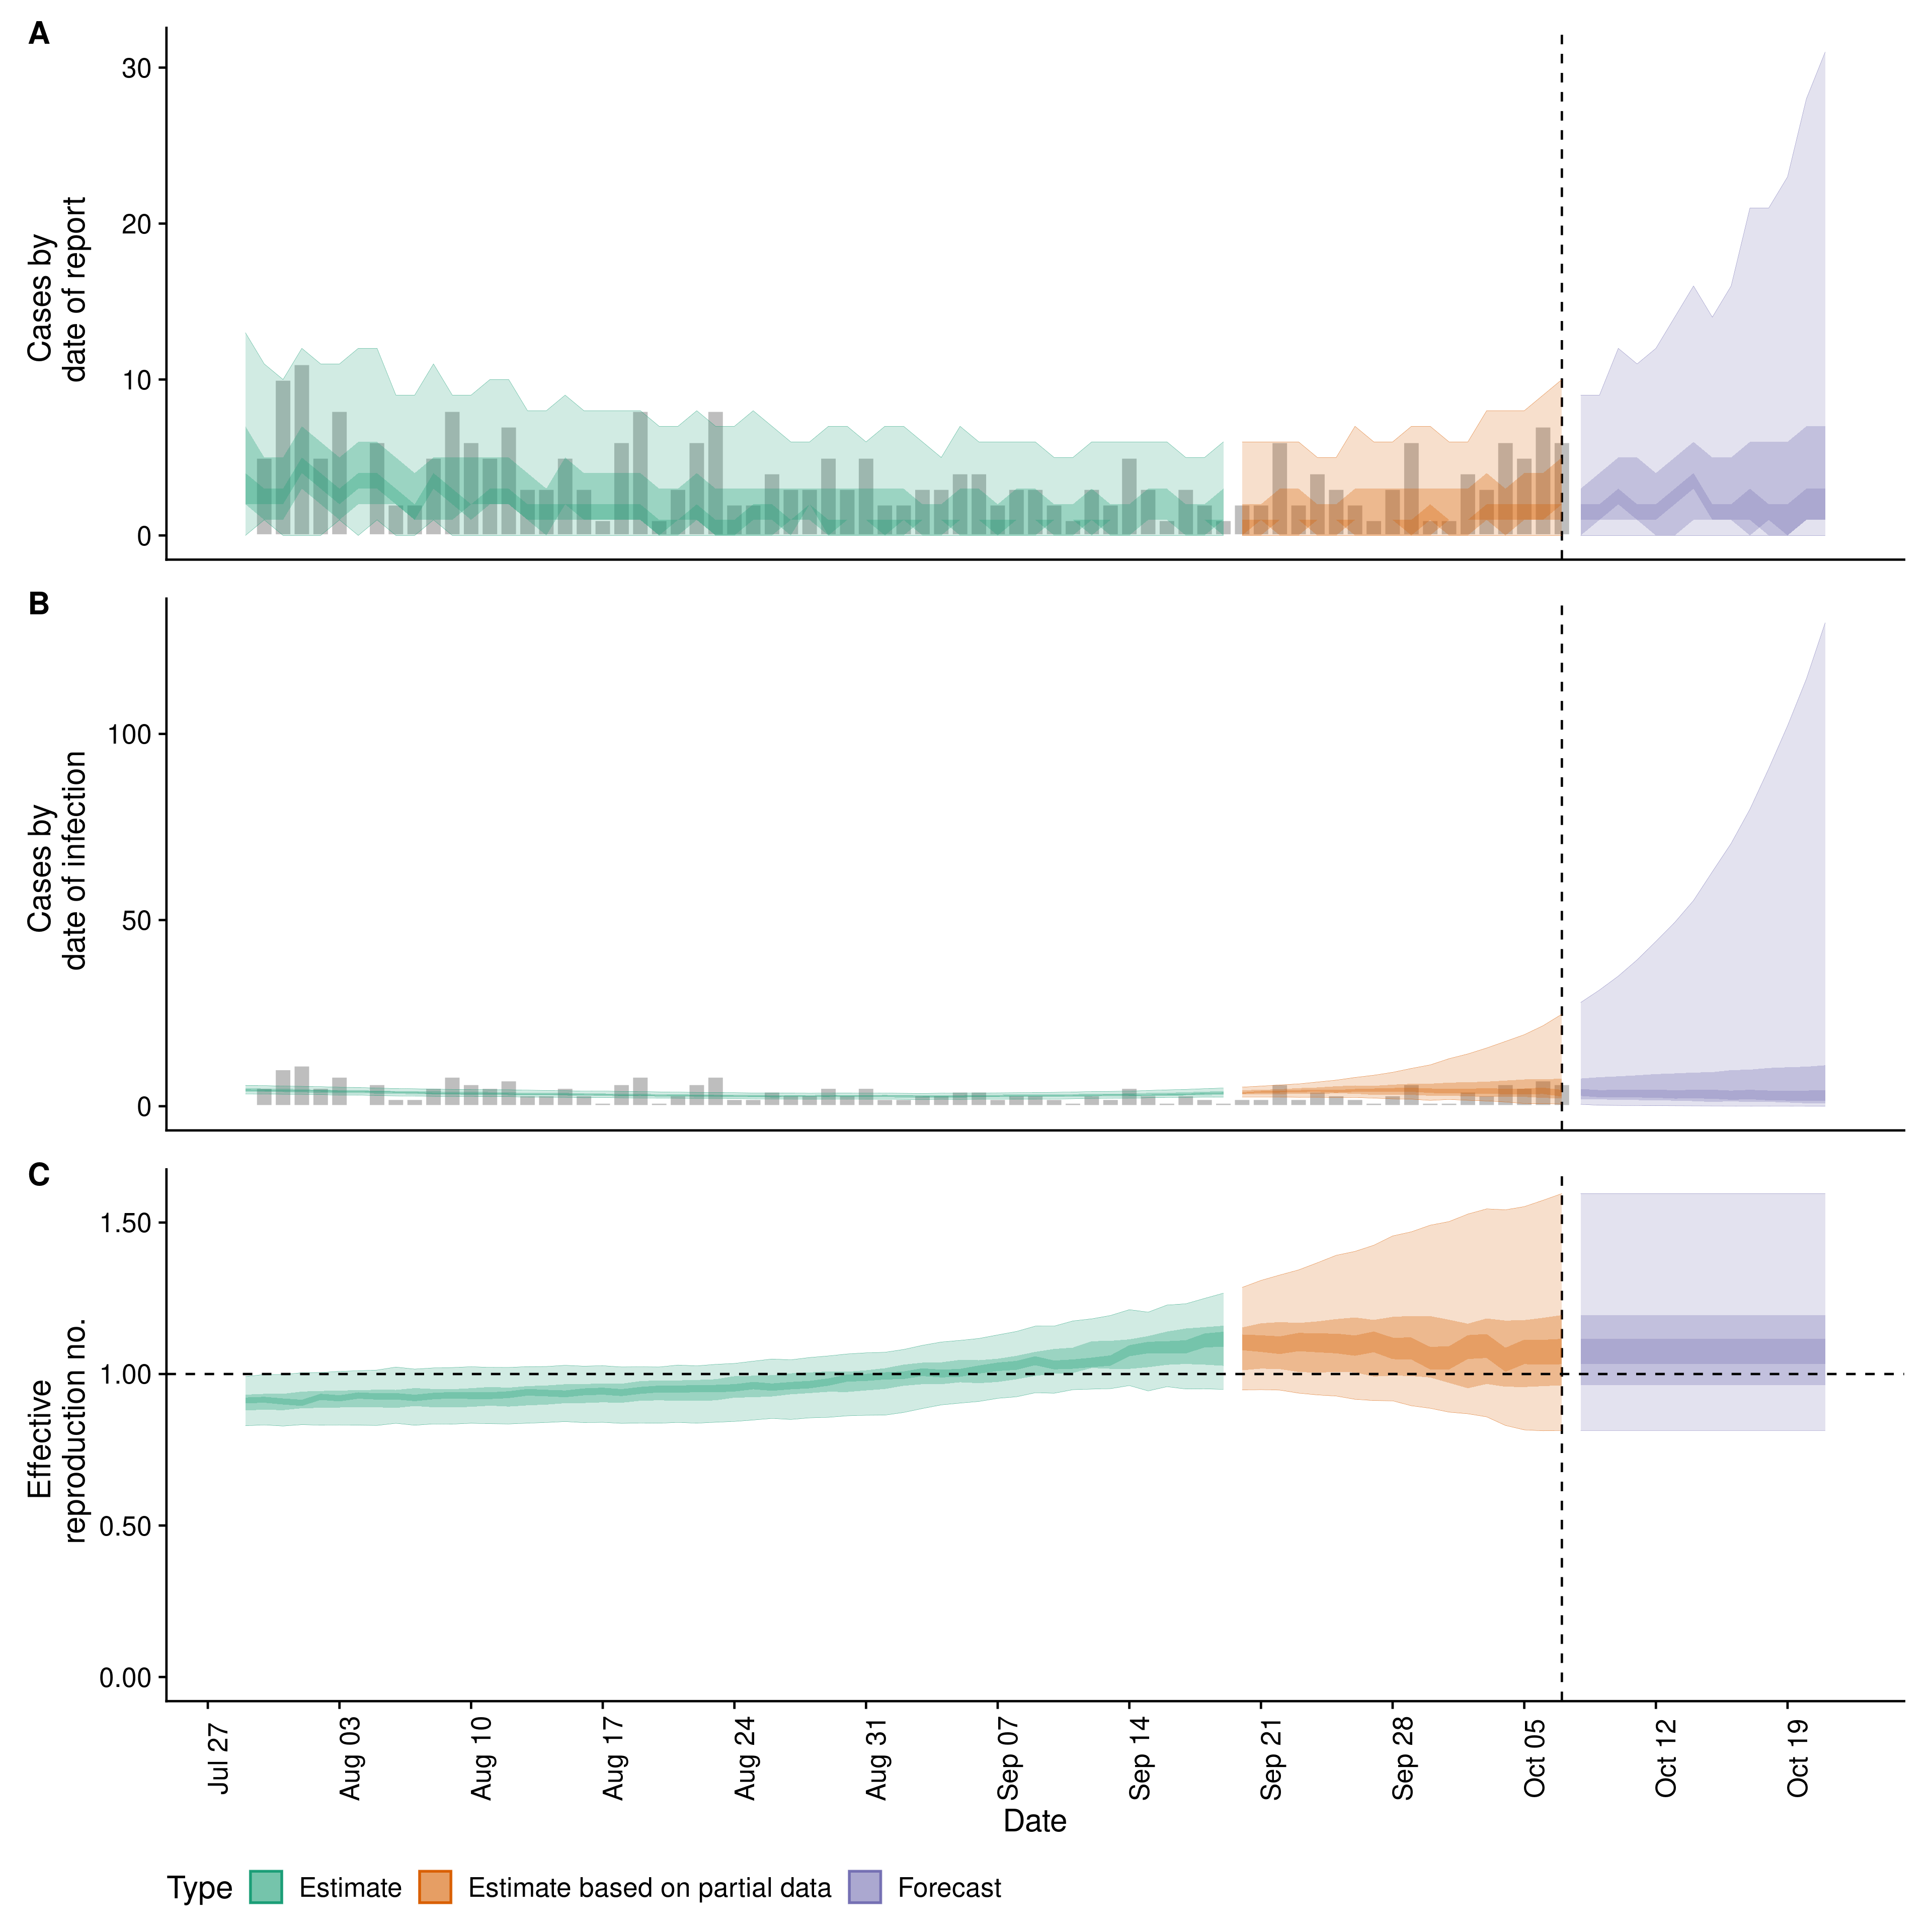 A
Cases by
date of report
30
20
10
0
B
Cases by
date of infection
100
50
0
C
Effective
reproduction no.
1.50
1.00
0.50
0.00
Jul 27
Aug 03
Aug 10
Aug 17
Aug 24
Aug 31
Sep 07
Sep 14
Sep 21
Sep 28
Oct 05
Oct 12
Oct 19
Date
Type Estimate Estimate based on partial data Forecast